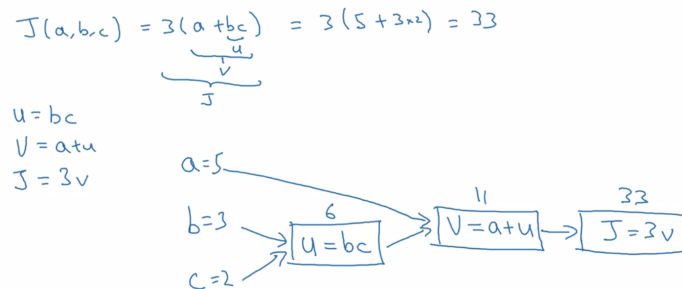 J(a,b,c) = 3(a+bc) = 3(5+3×2) = 33
u
v
J
u = bc
V = a+u
J = 3v
a=5
11
33
b=3
6
V=a+u
J=3v
u=bc
c=2